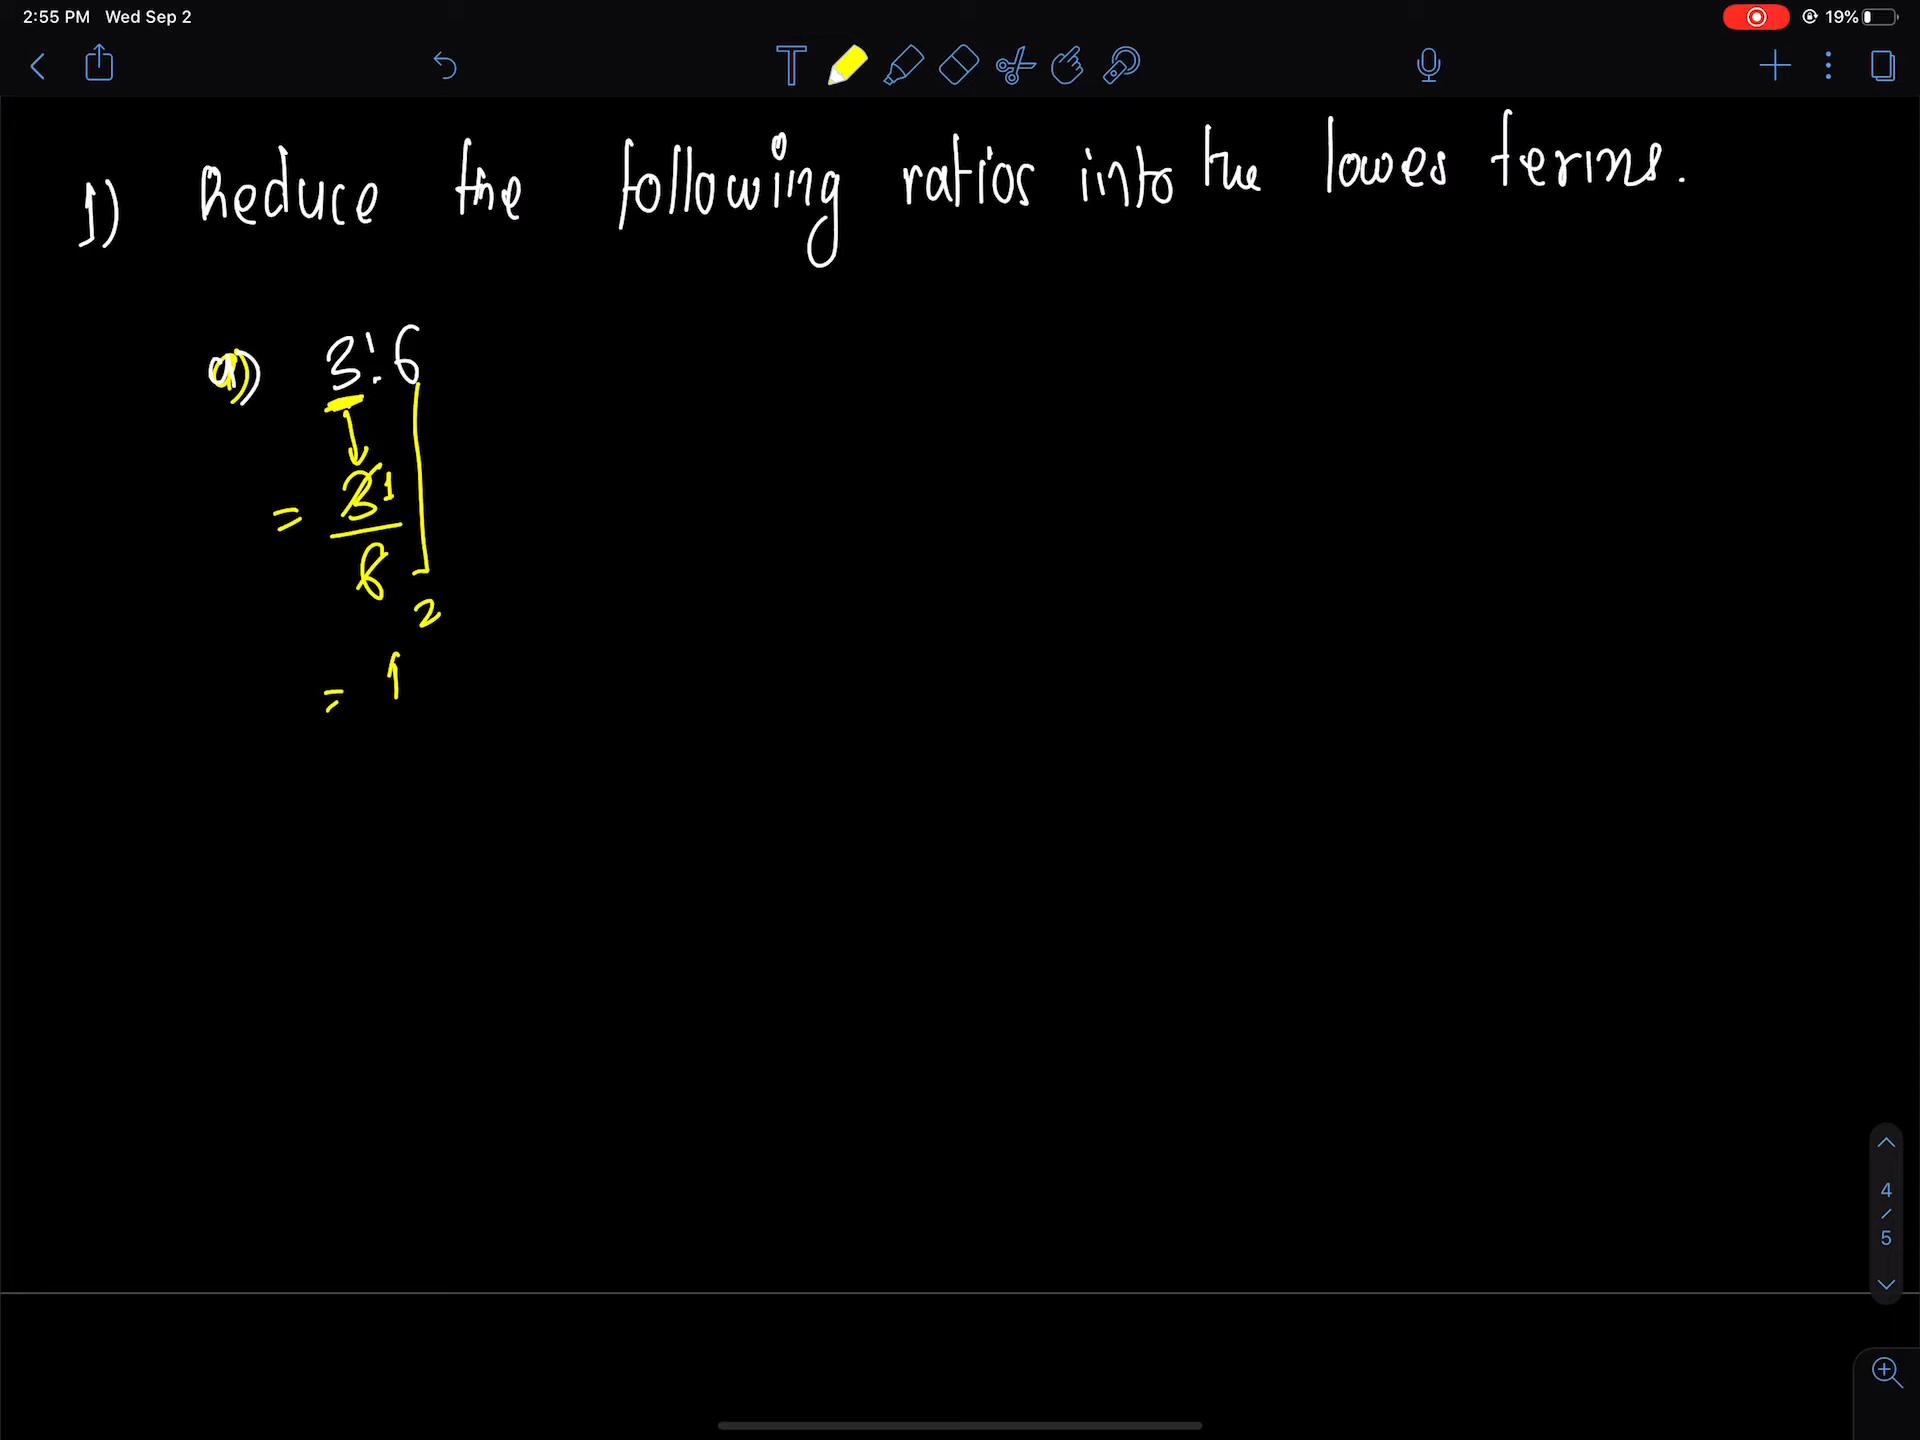 2:55 PM Wed Sep 2
19%
1) Reduce the following ratios into the lowes terms.
a) 3:6
= 3 1
6
2
= 1
4
/
5